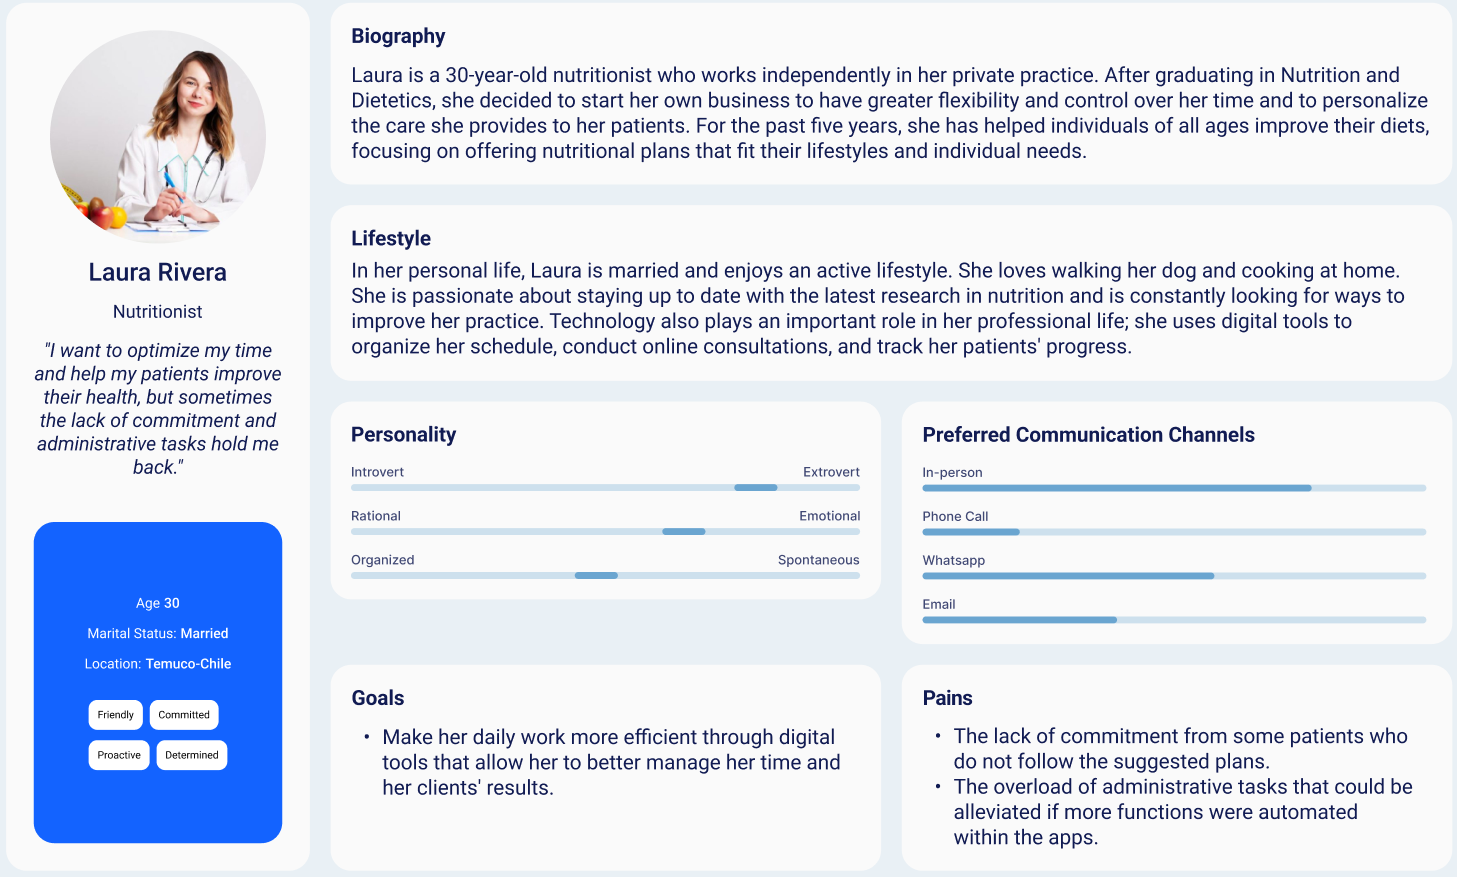 Laura Rivera
Nutritionist
"I want to optimize my time
and help my patients improve
their health, but sometimes
the lack of commitment and
administrative tasks hold me
back."
Age 30
Marital Status: Married
Location: Temuco-Chile
Friendly
Committed
Proactive
Determined
Biography
Laura is a 30-year-old nutritionist who works independently in her private practice. After graduating in Nutrition and
Dietetics, she decided to start her own business to have greater flexibility and control over her time and to personalize
the care she provides to her patients. For the past five years, she has helped individuals of all ages improve their diets,
focusing on offering nutritional plans that fit their lifestyles and individual needs.
Lifestyle
In her personal life, Laura is married and enjoys an active lifestyle. She loves walking her dog and cooking at home.
She is passionate about staying up to date with the latest research in nutrition and is constantly looking for ways to
improve her practice. Technology also plays an important role in her professional life; she uses digital tools to
organize her schedule, conduct online consultations, and track her patients' progress.
Personality
Introvert Extrovert
Rational Emotional
Organized Spontaneous
Preferred Communication Channels
In-person
Phone Call
Whatsapp
Email
Goals
• Make her daily work more efficient through digital
tools that allow her to better manage her time and
her clients' results.
Pains
• The lack of commitment from some patients who
do not follow the suggested plans.
• The overload of administrative tasks that could be
alleviated if more functions were automated
within the apps.